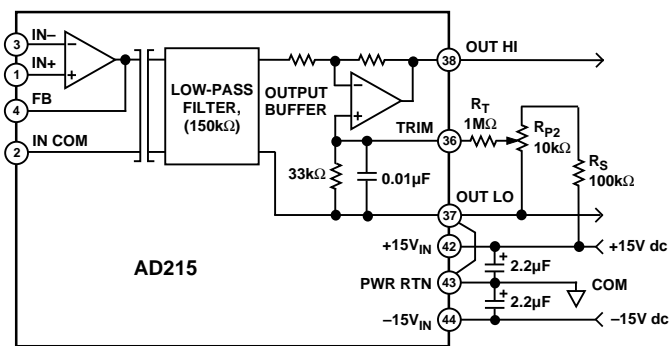 IN–
3
IN+
1
FB
4
IN COM
2
LOW-PASS
FILTER,
(150kΩ)
OUTPUT
BUFFER
38
OUT HI
TRIM
36
R_T
1MΩ
R_P2
10kΩ
R_S
100kΩ
33kΩ
0.01µF
OUT LO
37
+15V_IN
42
+15V dc
AD215
+
2.2µF
PWR RTN
43
COM
+
2.2µF
–15V_IN
44
–15V dc